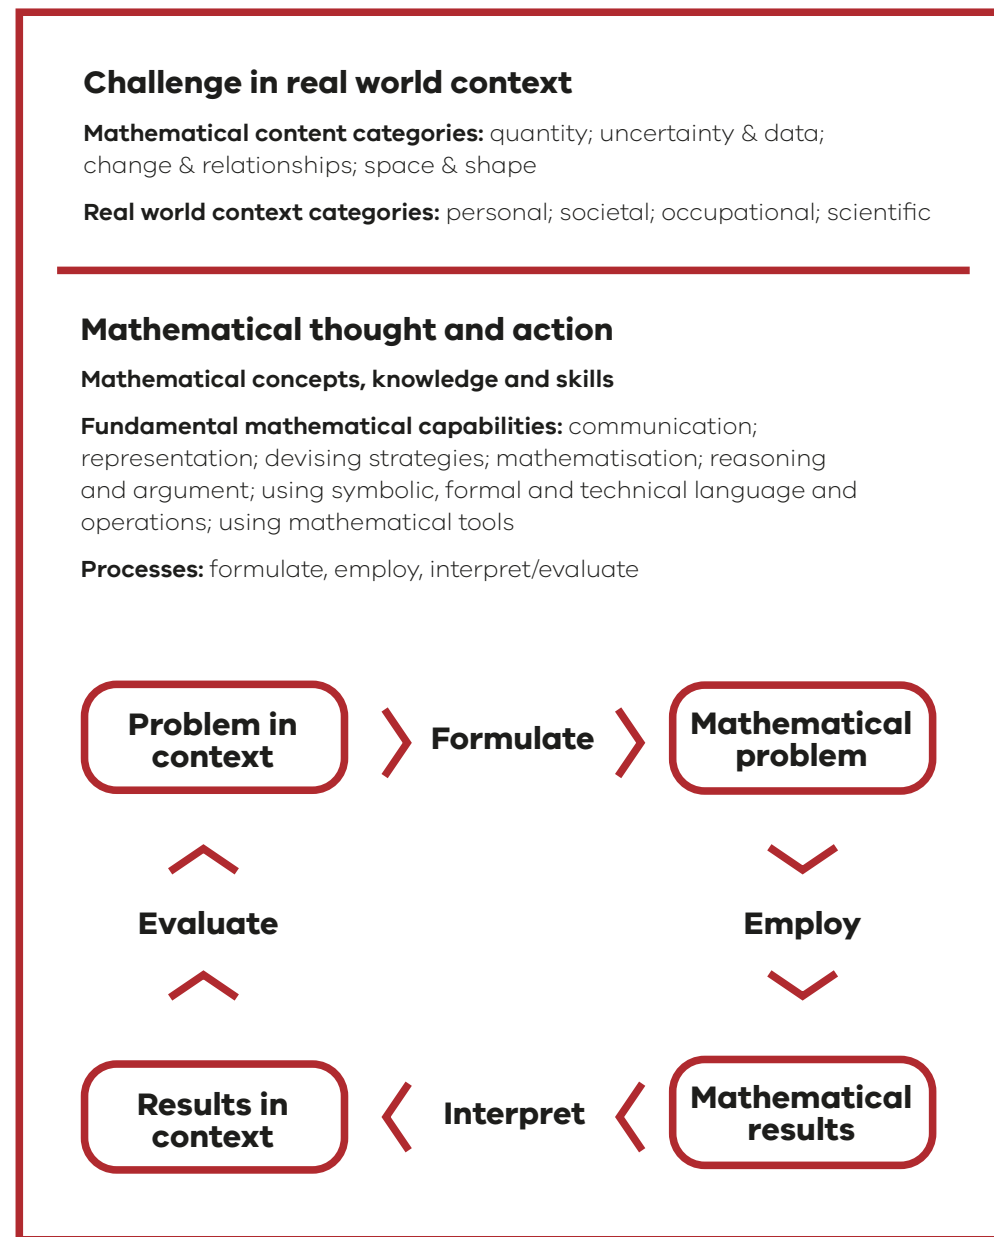 Challenge in real world context
Mathematical content categories: quantity; uncertainty & data;
change & relationships; space & shape
Real world context categories: personal; societal; occupational; scientific
Mathematical thought and action
Mathematical concepts, knowledge and skills
Fundamental mathematical capabilities: communication;
representation; devising strategies; mathematisation; reasoning
and argument; using symbolic, formal and technical language and
operations; using mathematical tools
Processes: formulate, employ, interpret/evaluate
Problem in
context
Formulate
Mathematical
problem
Evaluate
Employ
Results in
context
Interpret
Mathematical
results